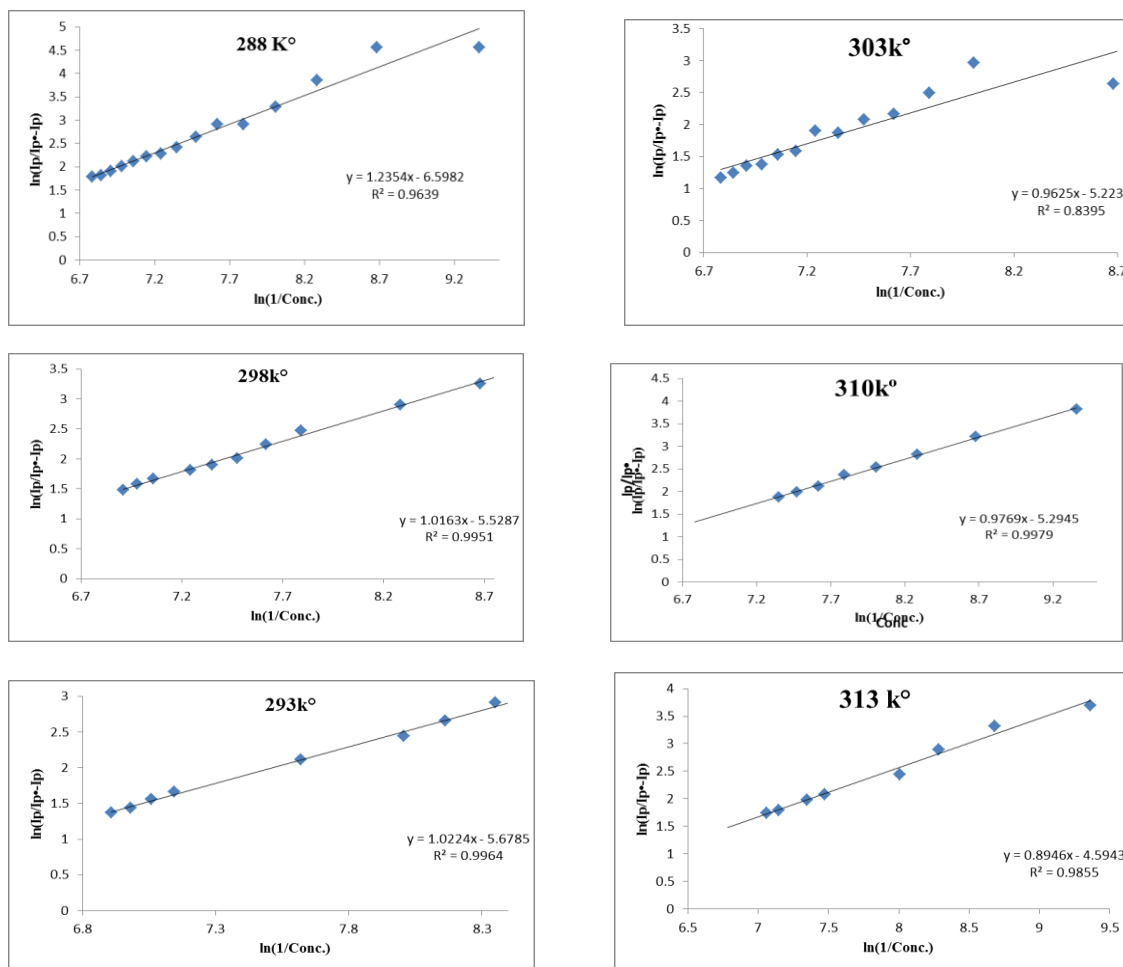 288 K°
5
4.5
4
3.5
3
2.5
2
1.5
1
0.5
0
ln(Ip/Ip•-Ip)
y = 1.2354x - 6.5982
R² = 0.9639
6.7 7.2 7.7 8.2 8.7 9.2
ln(1/Conc.)
303k°
3.5
3
2.5
2
1.5
1
0.5
0
ln(Ip/Ip•-Ip)
y = 0.9625x - 5.223
R² = 0.8395
6.7 7.2 7.7 8.2 8.7
ln(1/Conc.)
298k°
3.5
3
2.5
2
1.5
1
0.5
0
ln(Ip/Ip•-Ip)
y = 1.0163x - 5.5287
R² = 0.9951
6.7 7.2 7.7 8.2 8.7
ln(1/Conc.)
310kº
4.5
4
3.5
3
2.5
2
1.5
1
0.5
0
Ip/Ip•
ln(Ip/Ip•-Ip)
y = 0.9769x - 5.2945
R² = 0.9979
6.7 7.2 7.7 8.2 8.7 9.2
ln(1/Conc.)
Conc
293k°
3
2.5
2
1.5
1
0.5
0
ln(Ip/Ip•-Ip)
y = 1.0224x - 5.6785
R² = 0.9964
6.8 7.3 7.8 8.3
ln(1/Conc.)
313 k°
4
3.5
3
2.5
2
1.5
1
0.5
0
ln(Ip/Ip•-Ip)
y = 0.8946x - 4.5943
R² = 0.9855
6.5 7 7.5 8 8.5 9 9.5
ln(1/Conc.)